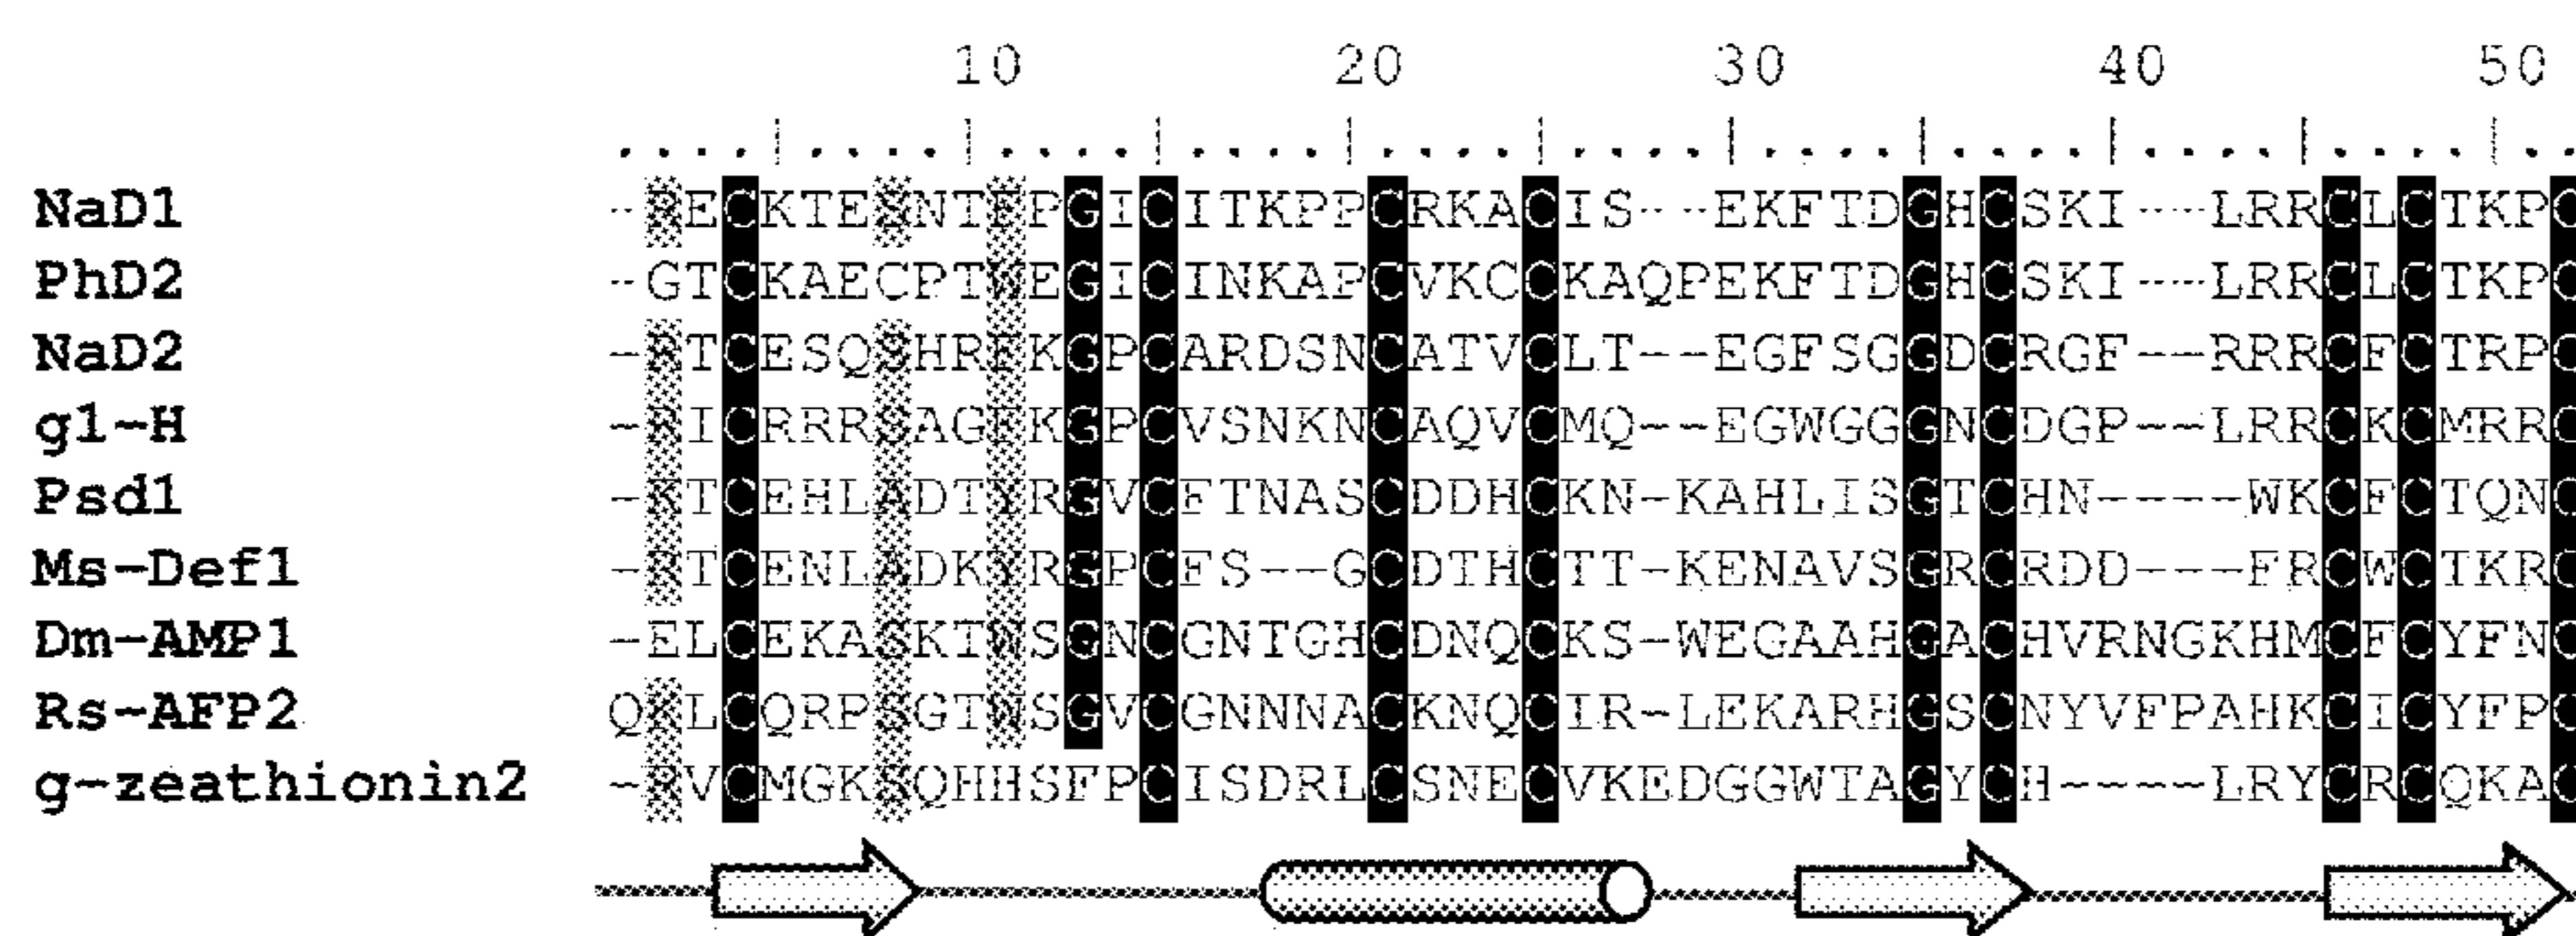 10 20 30 40 50
NaD1 -RECKTESNTFPGICITKPPCRKACIS--EKFTDGHCSKI--LRRCLCTKPC
PhD2 -GTCKAECPTWEGICINKAPCVKCCKAQPEKFTDGHCSKI--LRRCLCTKPC
NaD2 -RTCESQSHRFKGPCARDSNCATVCLT--EGFSGGDCRGF--RRRCFCTRPC
g1-H -RICRRRSAGFKGPCVSNKNCAQVCMQ--EGWGGGNCDGP--LRRCKCMRRC
Psd1 -KTCEHLADTYRGVCFTNASCDDHCKN-KAHLISGTCHN----WKCFCTQNC
Ms-Def1 -RTCENLADKYRGPCFS--GCDTHCTT-KENAVSGRCRDD---FRCWCTKRC
Dm-AMP1 -ELCEKASKTWSGNCGNTGHCDNQCKS-WEGAAHGACHVRNGKHMCFCYFNC
Rs-AFP2 QKLCQRPSGTWSGVCGNNNACKNQCIR-LEKARHGSCNYVFPAHKCICYFPC
g-zeathionin2 -RVCMGKSQHHSFPCISDRLCSNECVKEDGGWTAGYCH----LRYCRCQKAC